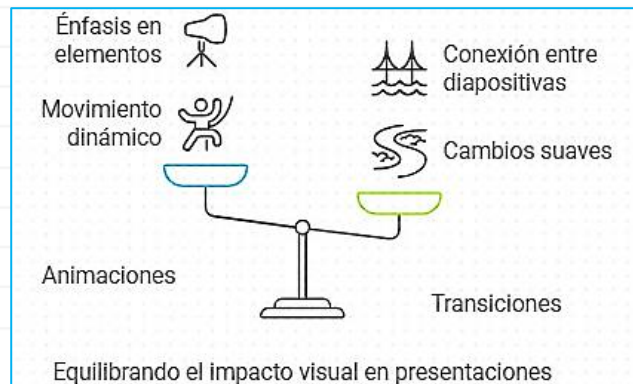 Énfasis en
elementos
Movimiento
dinámico
Conexión entre
diapositivas
Cambios suaves
Animaciones
Transiciones
Equilibrando el impacto visual en presentaciones